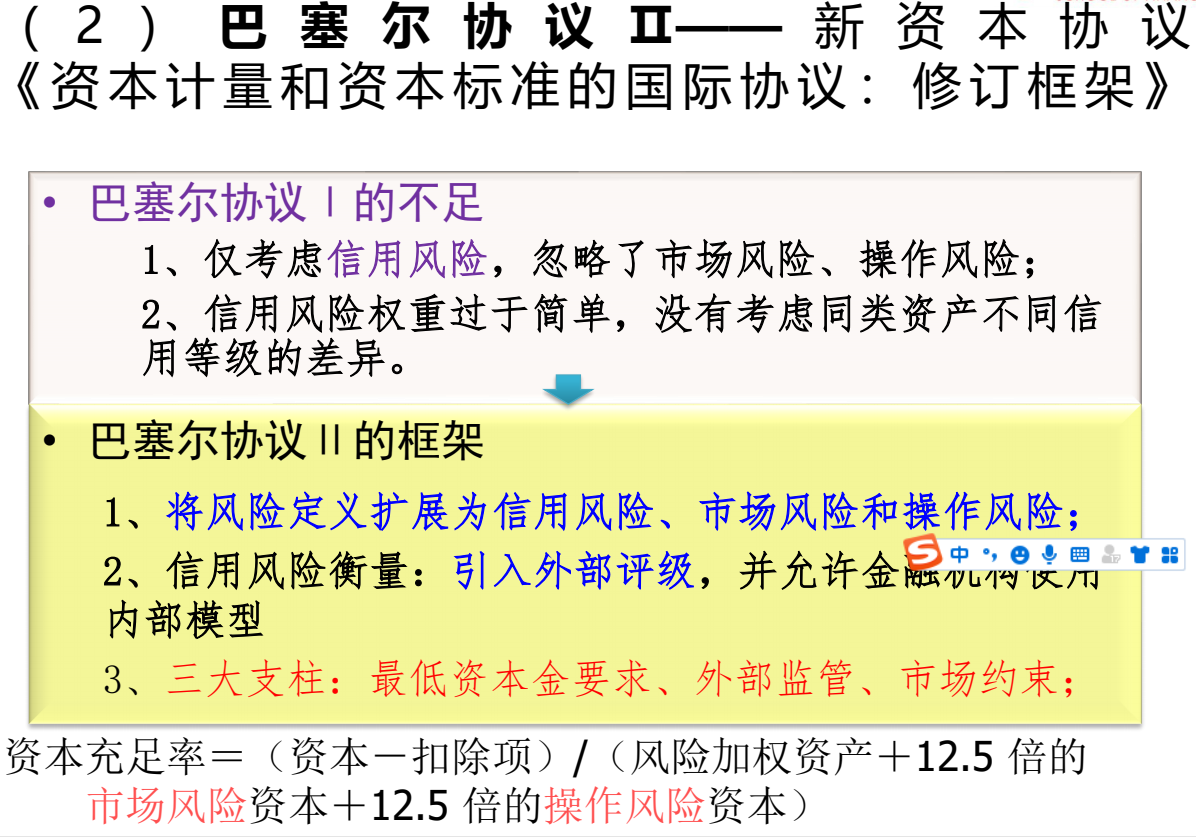 （2）巴塞尔协议Ⅱ——新资本协议
《资本计量和资本标准的国际协议：修订框架》
• 巴塞尔协议Ⅰ的不足
1、仅考虑信用风险，忽略了市场风险、操作风险；
2、信用风险权重过于简单，没有考虑同类资产不同信
用等级的差异。
• 巴塞尔协议Ⅱ的框架
1、将风险定义扩展为信用风险、市场风险和操作风险；
2、信用风险衡量：引入外部评级，并允许金融机构使用
内部模型
中
3、三大支柱：最低资本金要求、外部监管、市场约束；
资本充足率＝（资本－扣除项）/（风险加权资产＋12.5 倍的
市场风险资本＋12.5 倍的操作风险资本）